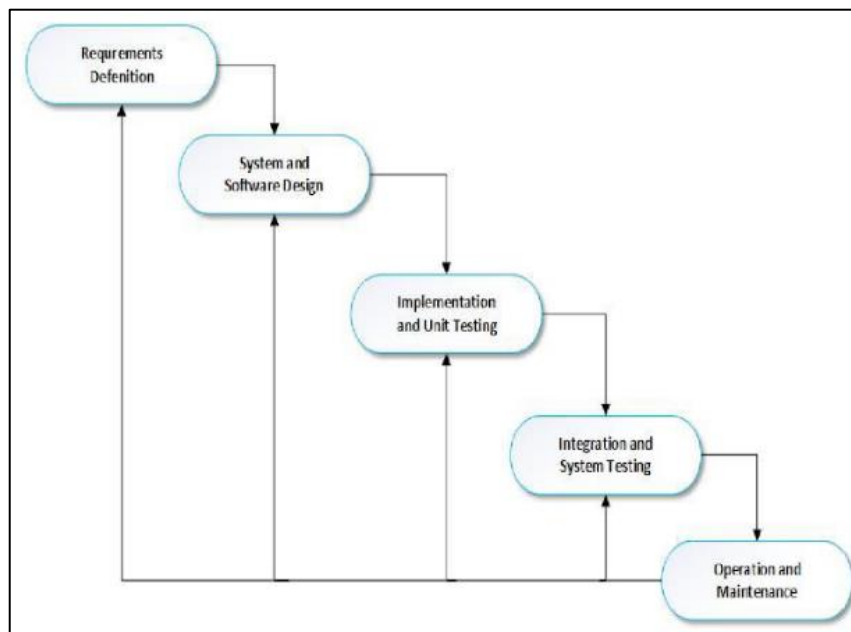 Requrements
Defenition
System and
Software Design
Implementation
and Unit Testing
Integration and
System Testing
Operation and
Maintenance